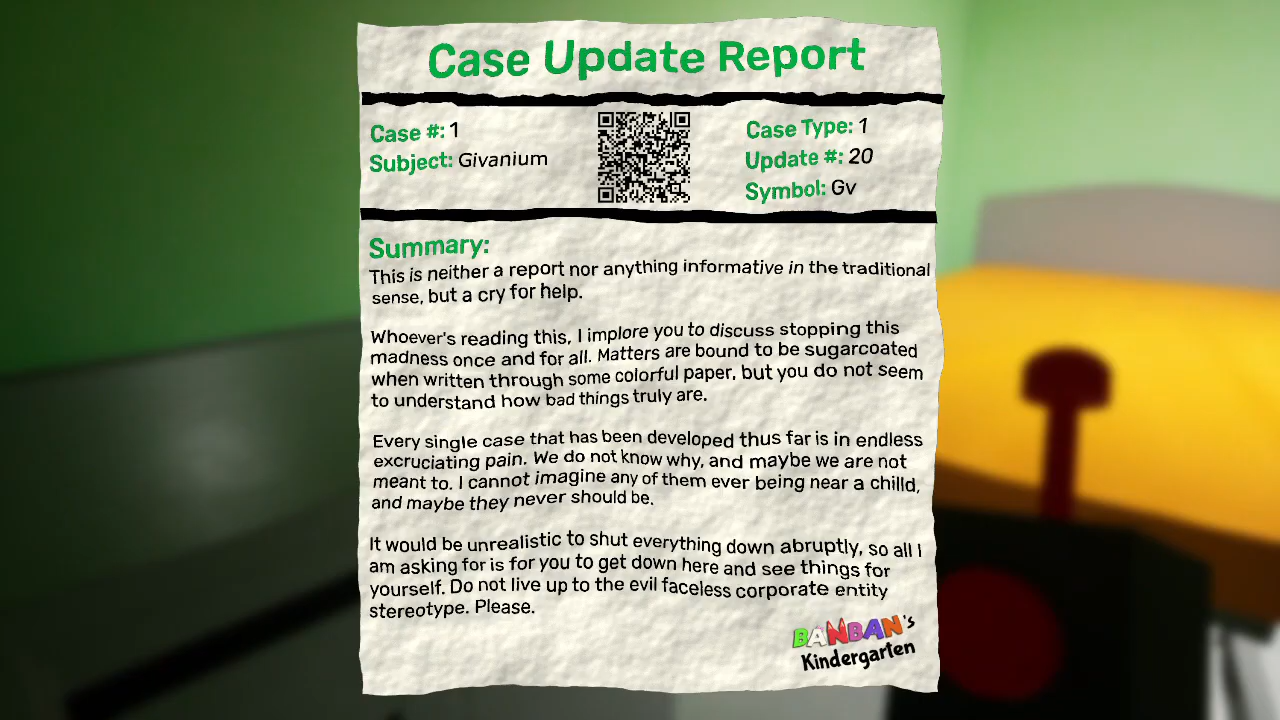 Case Update Report
Case #: 1
Subject: Givanium
Case Type: 1
Update #: 20
Symbol: Gv
Summary:
This is neither a report nor anything informative in the traditional
sense, but a cry for help.
Whoever's reading this, I implore you to discuss stopping this
madness once and for all. Matters are bound to be sugarcoated
when written through some colorful paper, but you do not seem
to understand how bad things truly are.
Every single case that has been developed thus far is in endless
excruciating pain. We do not know why, and maybe we are not
meant to. I cannot imagine any of them ever being near a chilld,
and maybe they never should be.
It would be unrealistic to shut everything down abruptly, so all I
am asking for is for you to get down here and see things for
yourself. Do not live up to the evil faceless corporate entity
stereotype. Please.
BANBAN's
Kindergarten